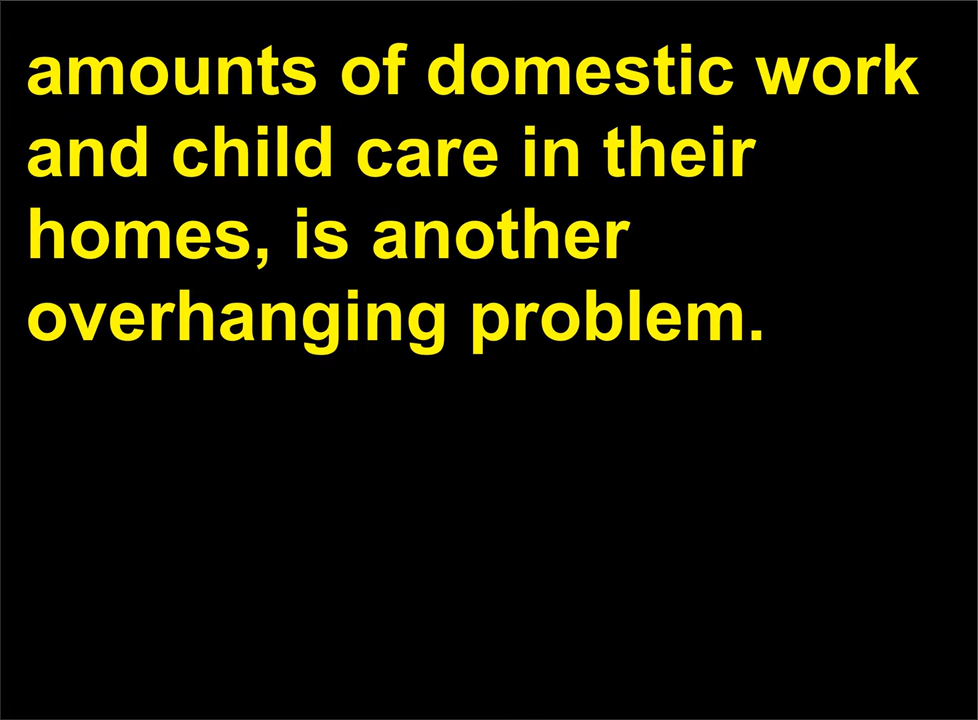 amounts of domestic work
and child care in their
homes, is another
overhanging problem.